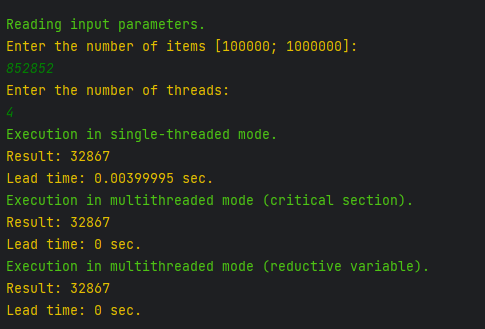 Reading input parameters.
Enter the number of items [100000; 1000000]:
852852
Enter the number of threads:
4
Execution in single-threaded mode.
Result: 32867
Lead time: 0.00399995 sec.
Execution in multithreaded mode (critical section).
Result: 32867
Lead time: 0 sec.
Execution in multithreaded mode (reductive variable).
Result: 32867
Lead time: 0 sec.